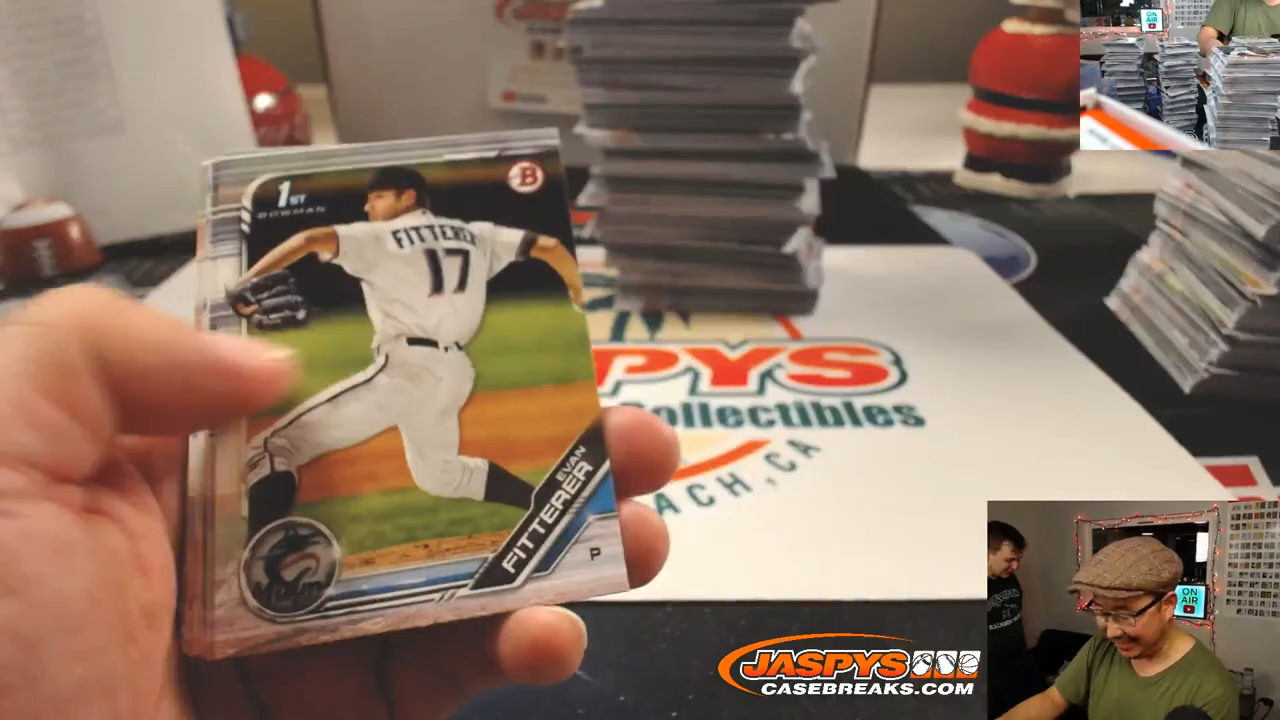 1ST
BOWMAN
B
FITTERER
17
EVAN
FITTERER
P
PYS
Collectibles
ACH, CA
ON
AIR
ON
AIR
JASPYS
CASEBREAKS.COM